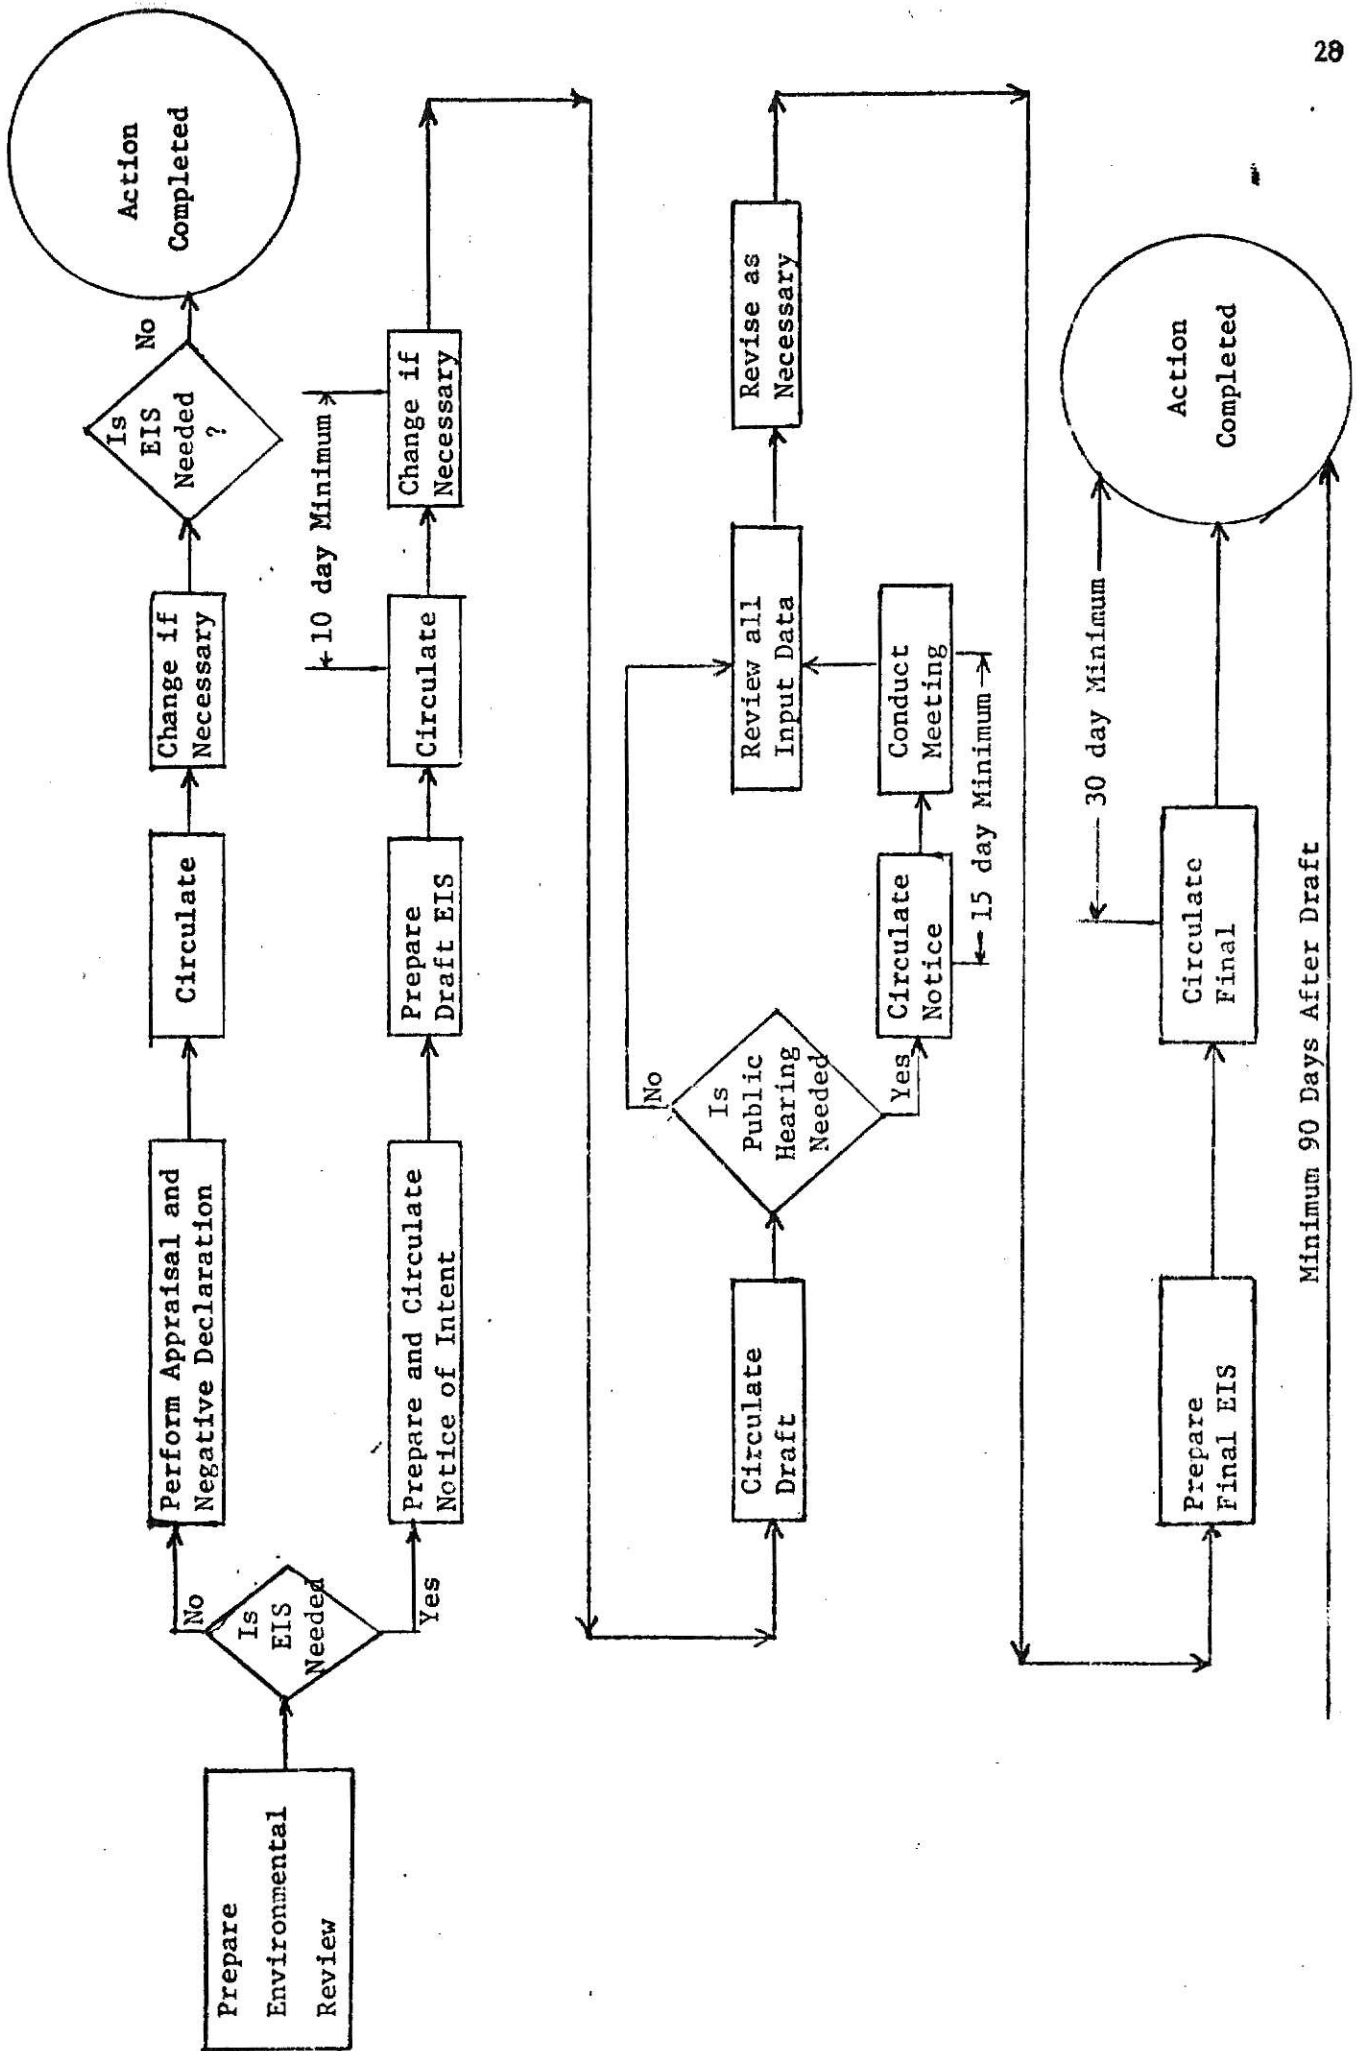 28
Prepare
Environmental
Review
Is
EIS
Needed
No
Yes
Perform Appraisal and
Negative Declaration
Circulate
Change if
Necessary
Is
EIS
Needed
?
No
Action
Completed
Prepare and Circulate
Notice of Intent
Prepare
Draft EIS
Circulate
10 day Minimum
Change if
Necessary
Circulate
Draft
Is
Public
Hearing
Needed
No
Yes
Circulate
Notice
Conduct
Meeting
15 day Minimum
Review all
Input Data
Revise as
Necessary
Prepare
Final EIS
Circulate
Final
30 day Minimum
Action
Completed
Minimum 90 Days After Draft